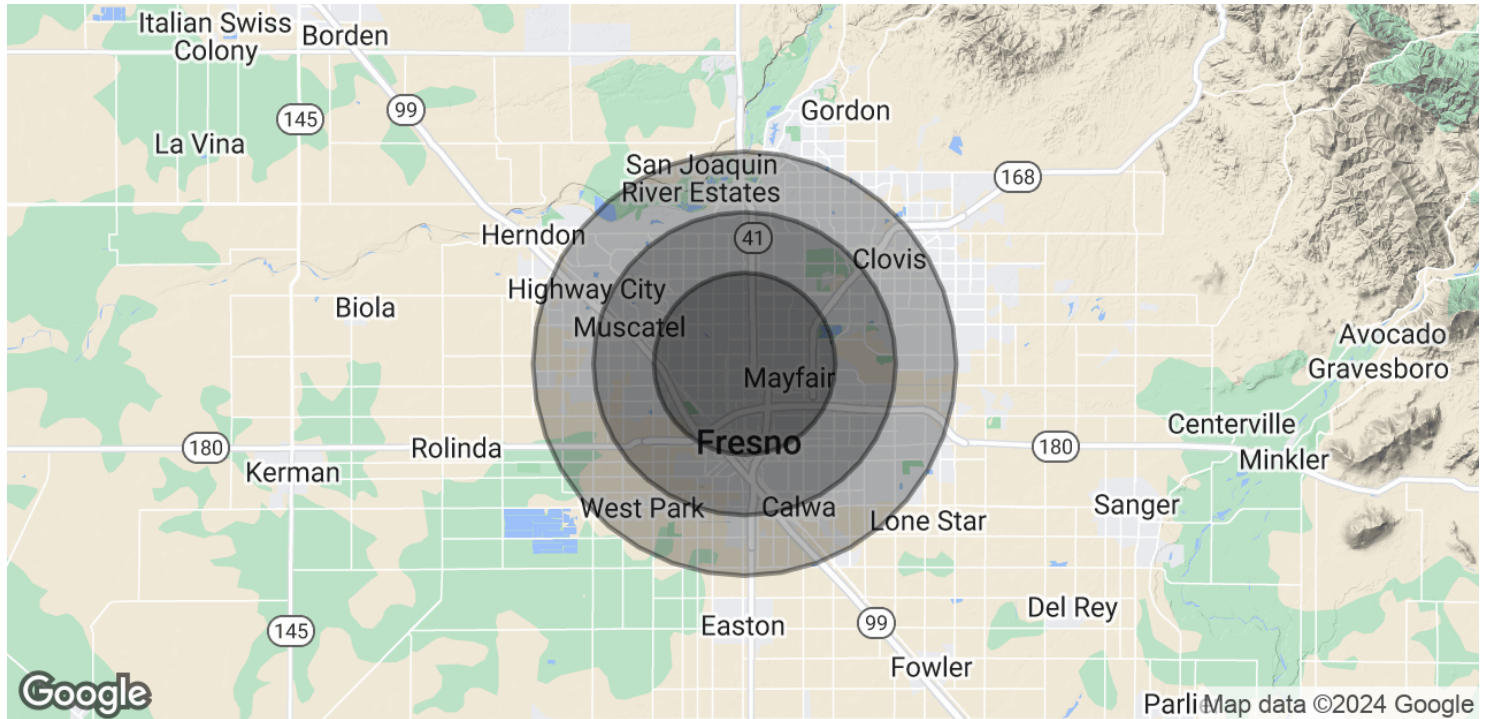 Italian Swiss
Colony
Borden
99
145
Gordon
La Vina
San Joaquin
River Estates
168
Herndon
41
Clovis
Highway City
Biola
Muscatel
Avocado
Gravesboro
Mayfair
Centerville
180
Rolinda
Fresno
180
Minkler
Kerman
West Park
Calwa
Lone Star
Sanger
Del Rey
145
Easton
99
Fowler
Google
Map data ©2024 Google